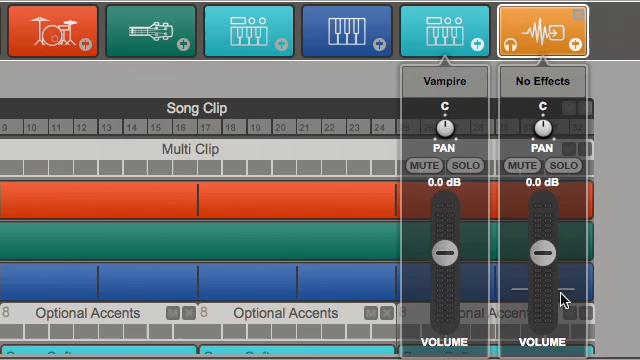 Vampire
No Effects
C
C
PAN
PAN
MUTE SOLO
MUTE SOLO
0.0 dB
0.0 dB
VOLUME
VOLUME
Song Clip
9 10 11 12 13 14 15 16 17 18 19 20 21 22 23 24
Multi Clip
8 Optional Accents M
8 Optional Accents M
8